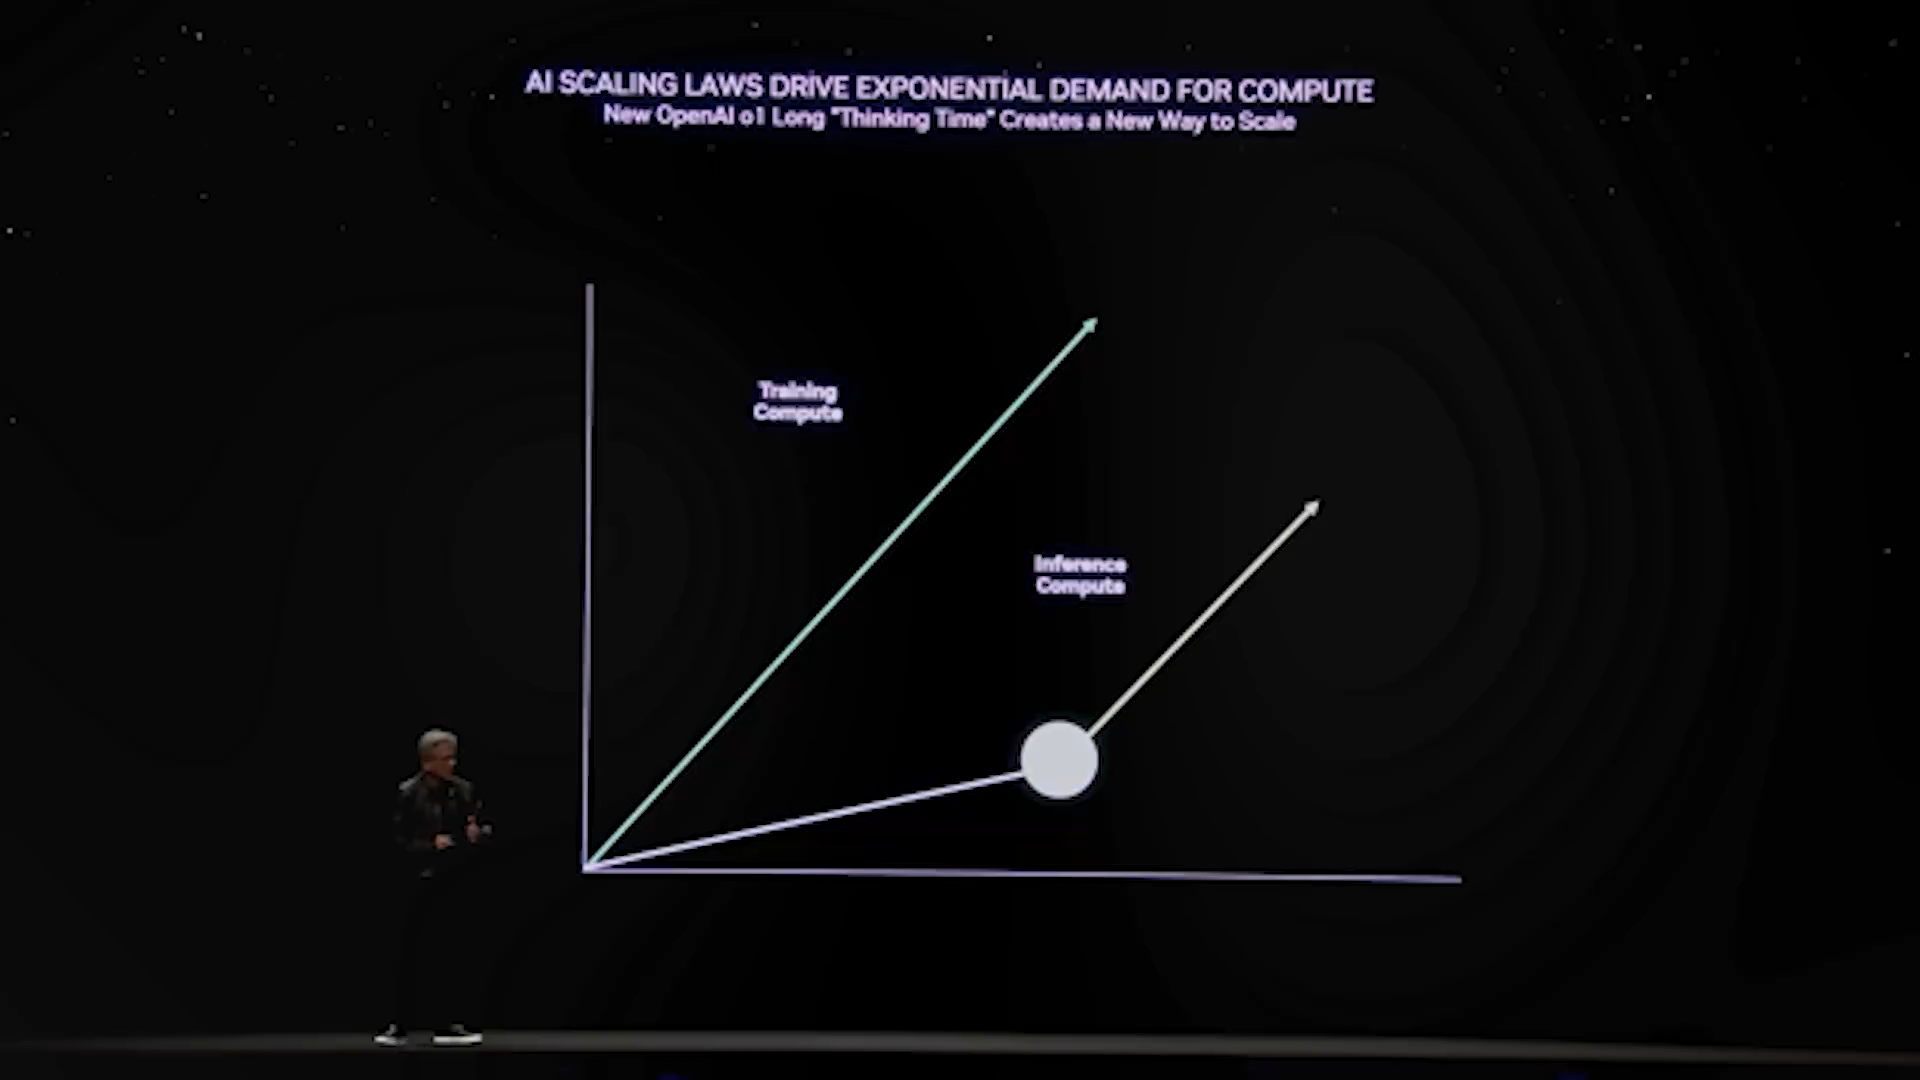 AI SCALING LAWS DRIVE EXPONENTIAL DEMAND FOR COMPUTE
New OpenAI o1 Long "Thinking Time" Creates a New Way to Scale
Training
Compute
Inference
Compute